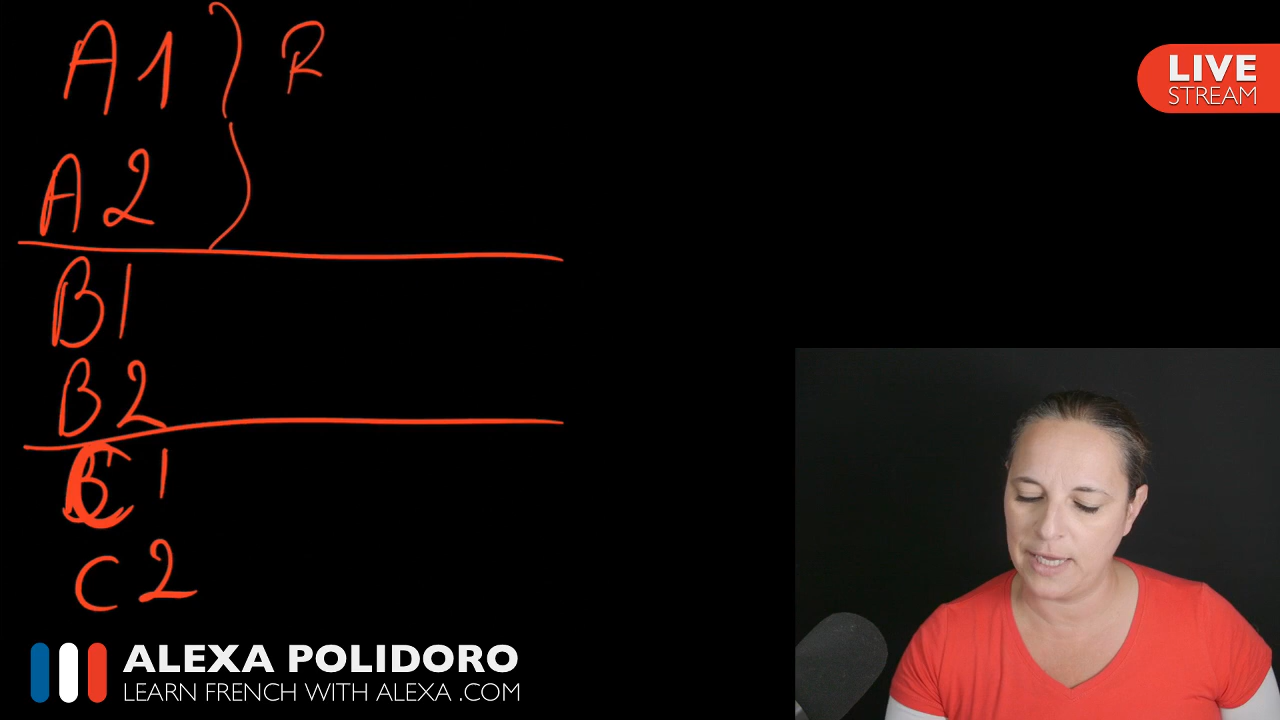 A1 } R
A2
B1
B2
C1
C2
LIVE
STREAM
ALEXA POLIDORO
LEARN FRENCH WITH ALEXA .COM